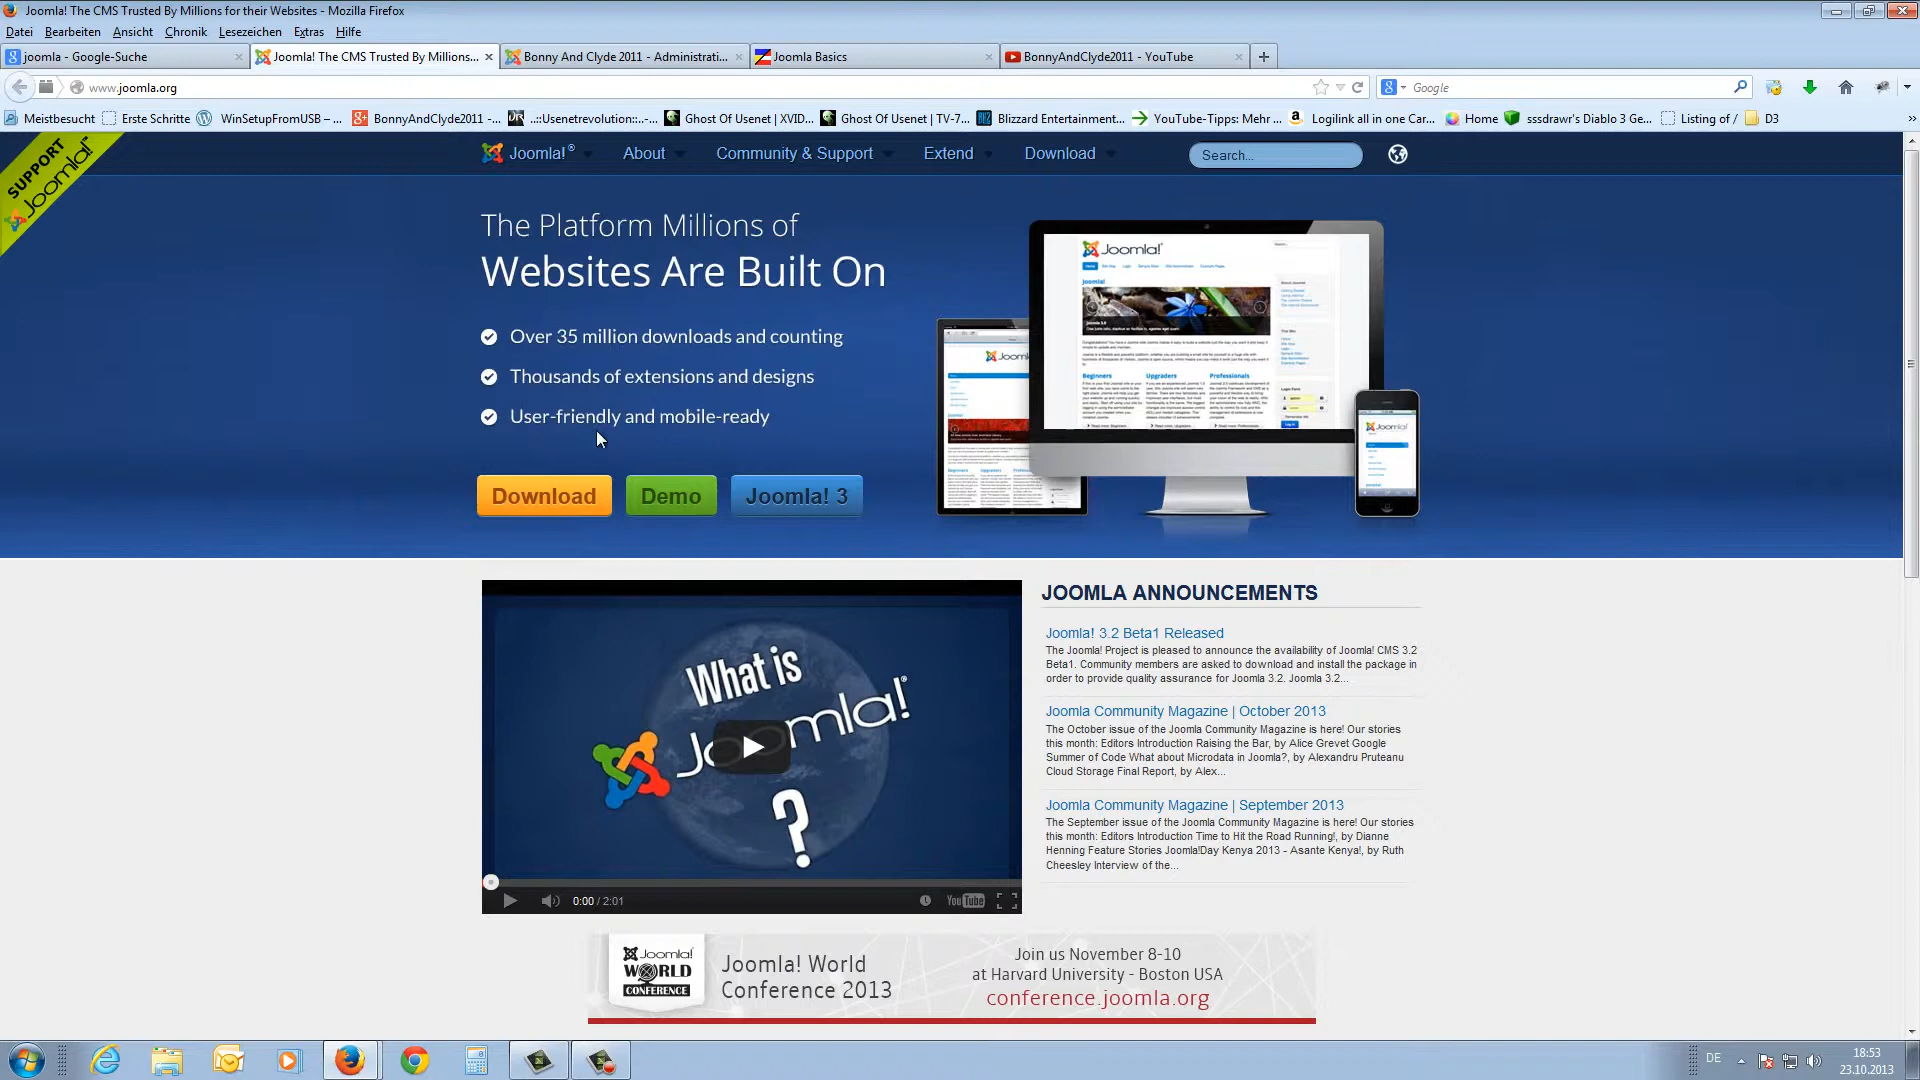 Joomla! The CMS Trusted By Millions for their Websites - Mozilla Firefox
Datei Bearbeiten Ansicht Chronik Lesezeichen Extras Hilfe
joomla - Google-Suche
Joomla! The CMS Trusted By Millions...
Bonny And Clyde 2011 - Administrati...
Joomla Basics
BonnyAndClyde2011 - YouTube
www.joomla.org
Google
Meistbesucht
Erste Schritte
WinSetupFromUSB – ...
BonnyAndClyde2011 -...
..::Usenetrevolution::..-...
Ghost Of Usenet | XVID...
Ghost Of Usenet | TV-7...
Blizzard Entertainment...
YouTube-Tipps: Mehr ...
Logilink all in one Car...
Home
sssdrawr's Diablo 3 Ge...
Listing of /
D3
SUPPORT
Joomla!
Joomla!® About Community & Support Extend Download
Search...
The Platform Millions of
Websites Are Built On
Over 35 million downloads and counting
Thousands of extensions and designs
User-friendly and mobile-ready
Download
Demo
Joomla! 3
Joomla!
Beginners Upgraders Professionals
What is
Joomla!®
?
0:00 / 2:01
YouTube
JOOMLA ANNOUNCEMENTS
Joomla! 3.2 Beta1 Released
The Joomla! Project is pleased to announce the availability of Joomla! CMS 3.2
Beta1. Community members are asked to download and install the package in
order to provide quality assurance for Joomla 3.2. Joomla 3.2...
Joomla Community Magazine | October 2013
The October issue of the Joomla Community Magazine is here! Our stories
this month: Editors Introduction Raising the Bar, by Alice Grevet Google
Summer of Code What about Microdata in Joomla?, by Alexandru Pruteanu
Cloud Storage Final Report, by Alex...
Joomla Community Magazine | September 2013
The September issue of the Joomla Community Magazine is here! Our stories
this month: Editors Introduction Time to Hit the Road Running!, by Dianne
Henning Feature Stories Joomla!Day Kenya 2013 - Asante Kenya!, by Ruth
Cheesley Interview of the...
Joomla!
WORLD
CONFERENCE
Joomla! World
Conference 2013
Join us November 8-10
at Harvard University - Boston USA
conference.joomla.org
DE
18:53
23.10.2013